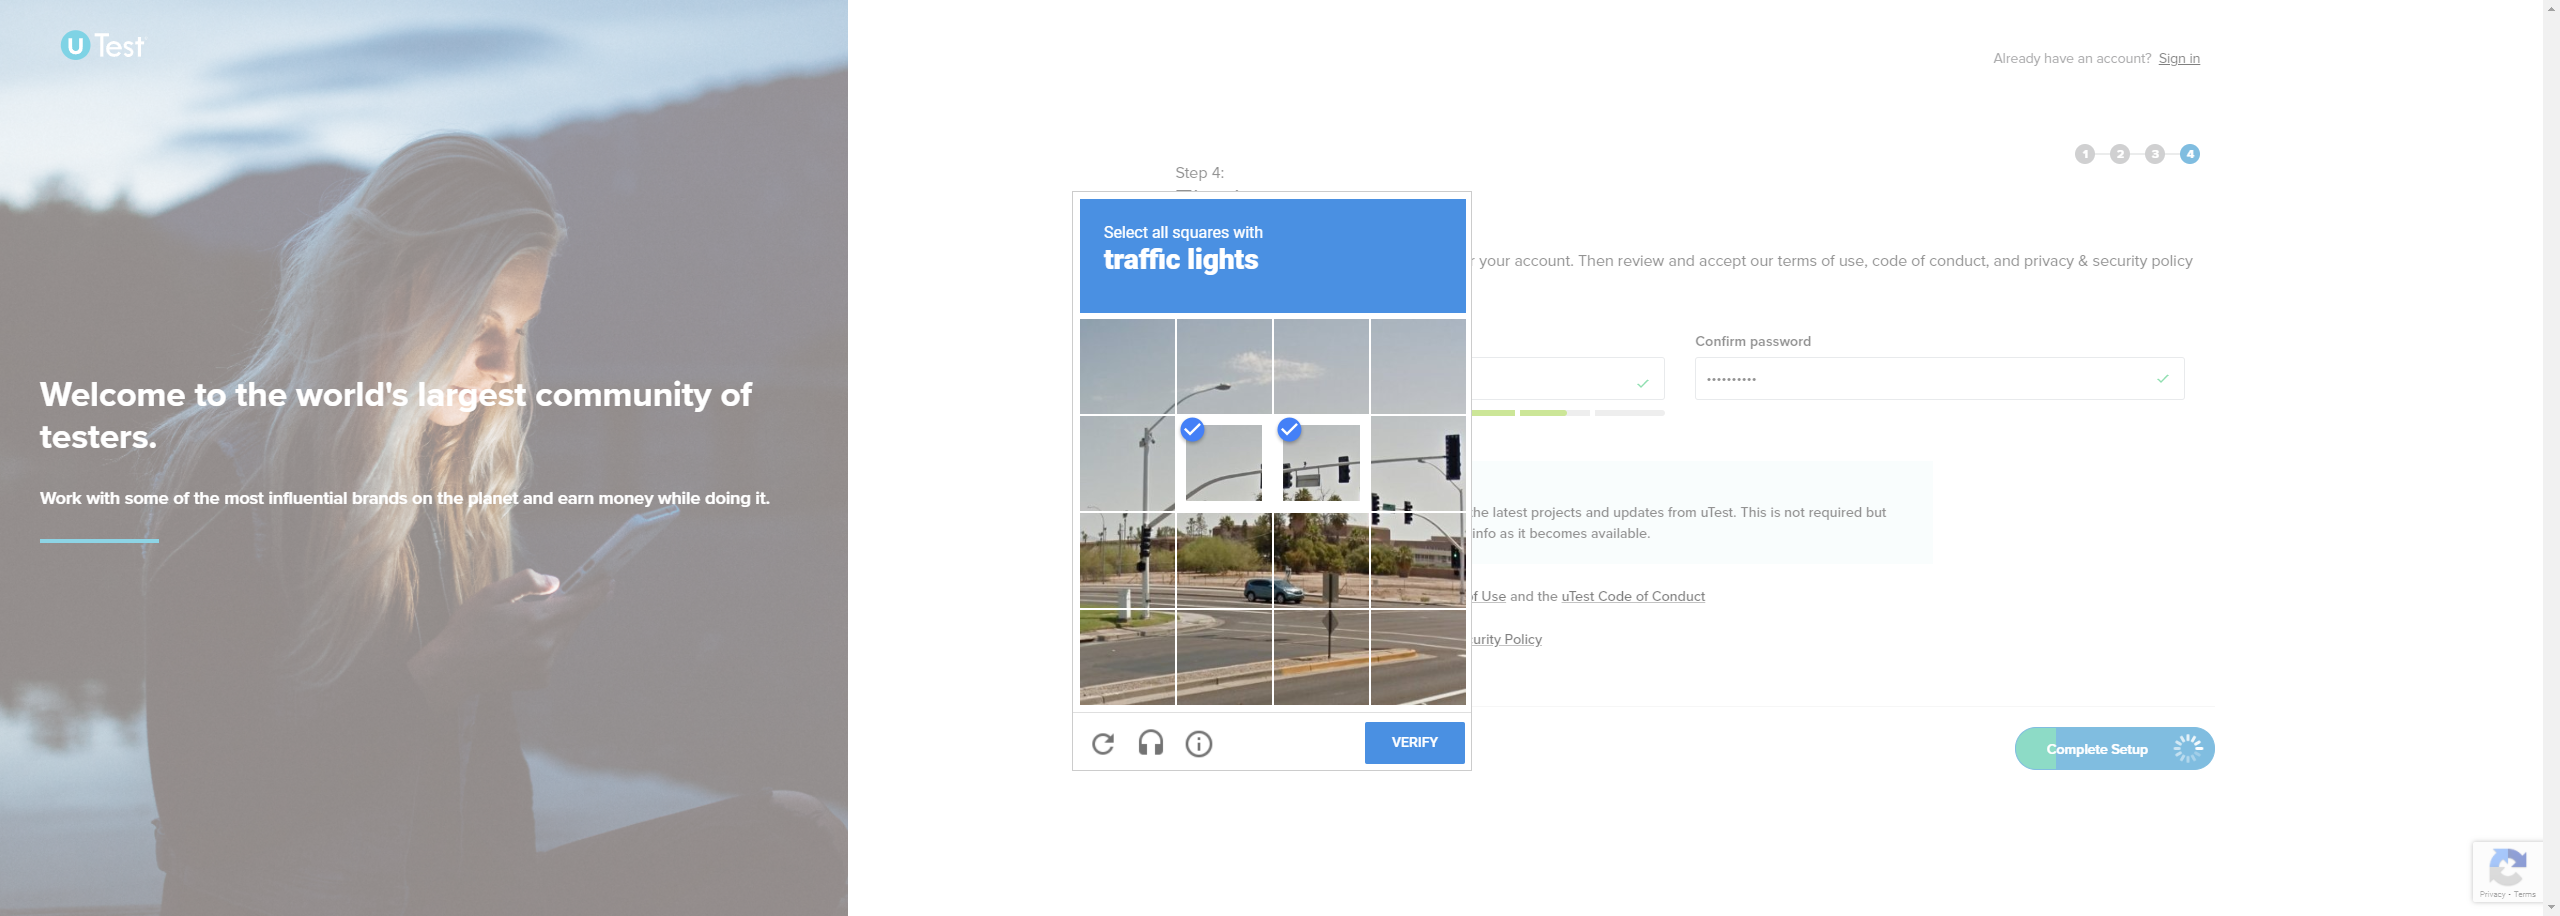 uTest
Already have an account? Sign in
1 2 3 4
Step 4:
Select all squares with
traffic lights
r your account. Then review and accept our terms of use, code of conduct, and privacy & security policy
Confirm password
Welcome to the world's largest community of
testers.
Work with some of the most influential brands on the planet and earn money while doing it.
the latest projects and updates from uTest. This is not required but
info as it becomes available.
of Use and the uTest Code of Conduct
urity Policy
VERIFY
Complete Setup
Privacy - Terms